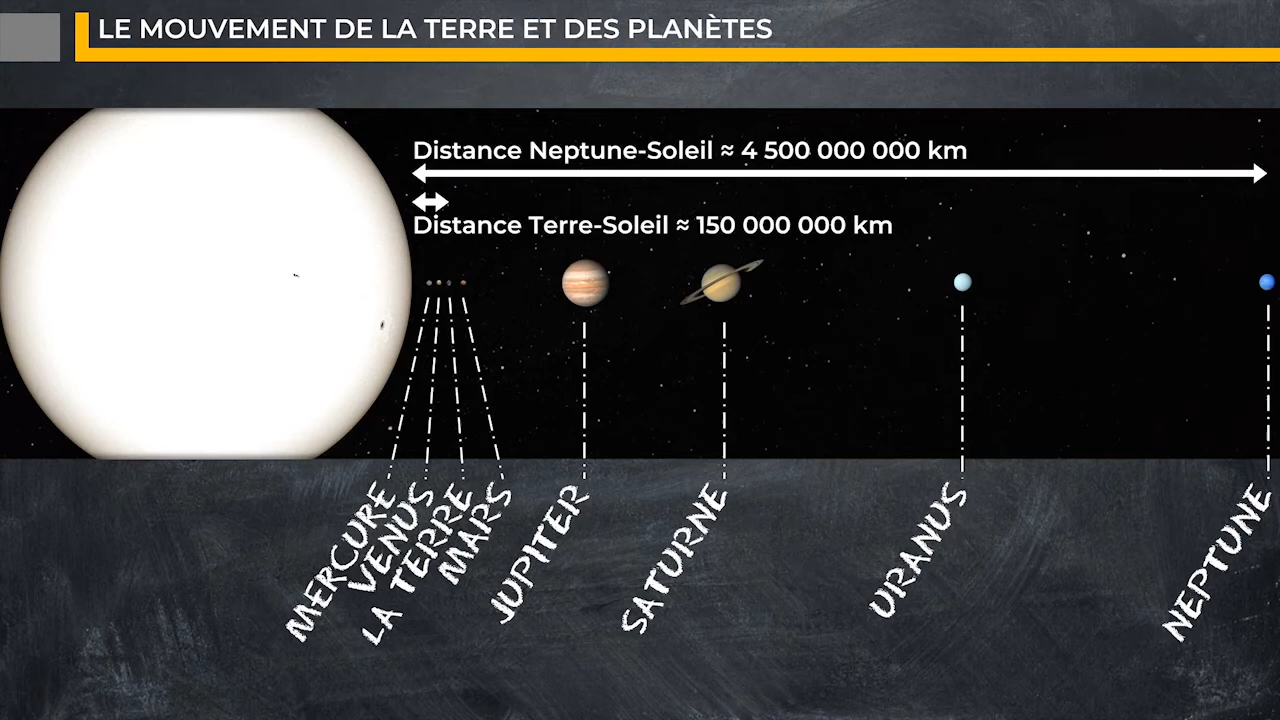 LE MOUVEMENT DE LA TERRE ET DES PLANÈTES
Distance Neptune-Soleil ≈ 4 500 000 000 km
Distance Terre-Soleil ≈ 150 000 000 km
MERCURE
VENUS
LA TERRE
MARS
JUPITER
SATURNE
URANUS
NEPTUNE